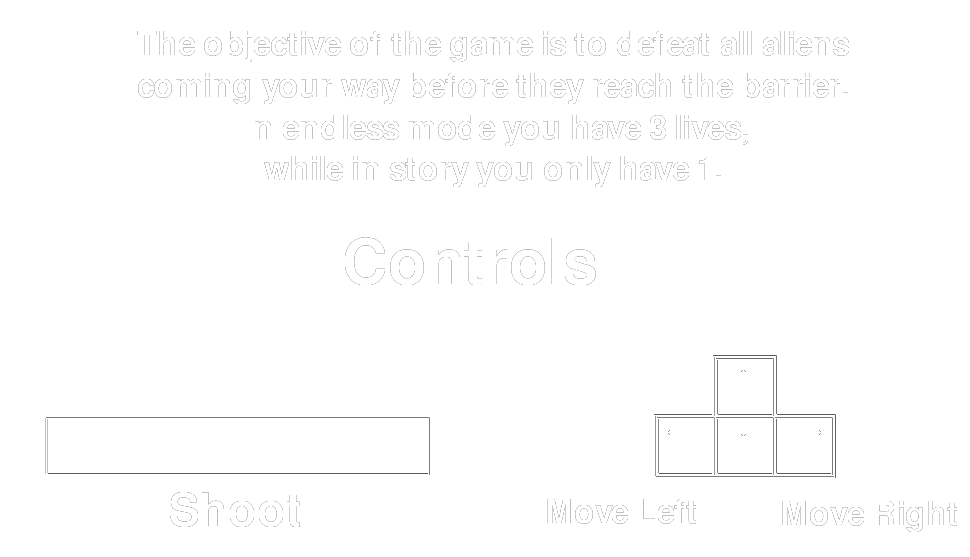 The objective of the game is to defeat all aliens
coming your way before they reach the barrier.
In endless mode you have 3 lives,
while in story you only have 1.
Controls
Shoot
Move Left
Move Right